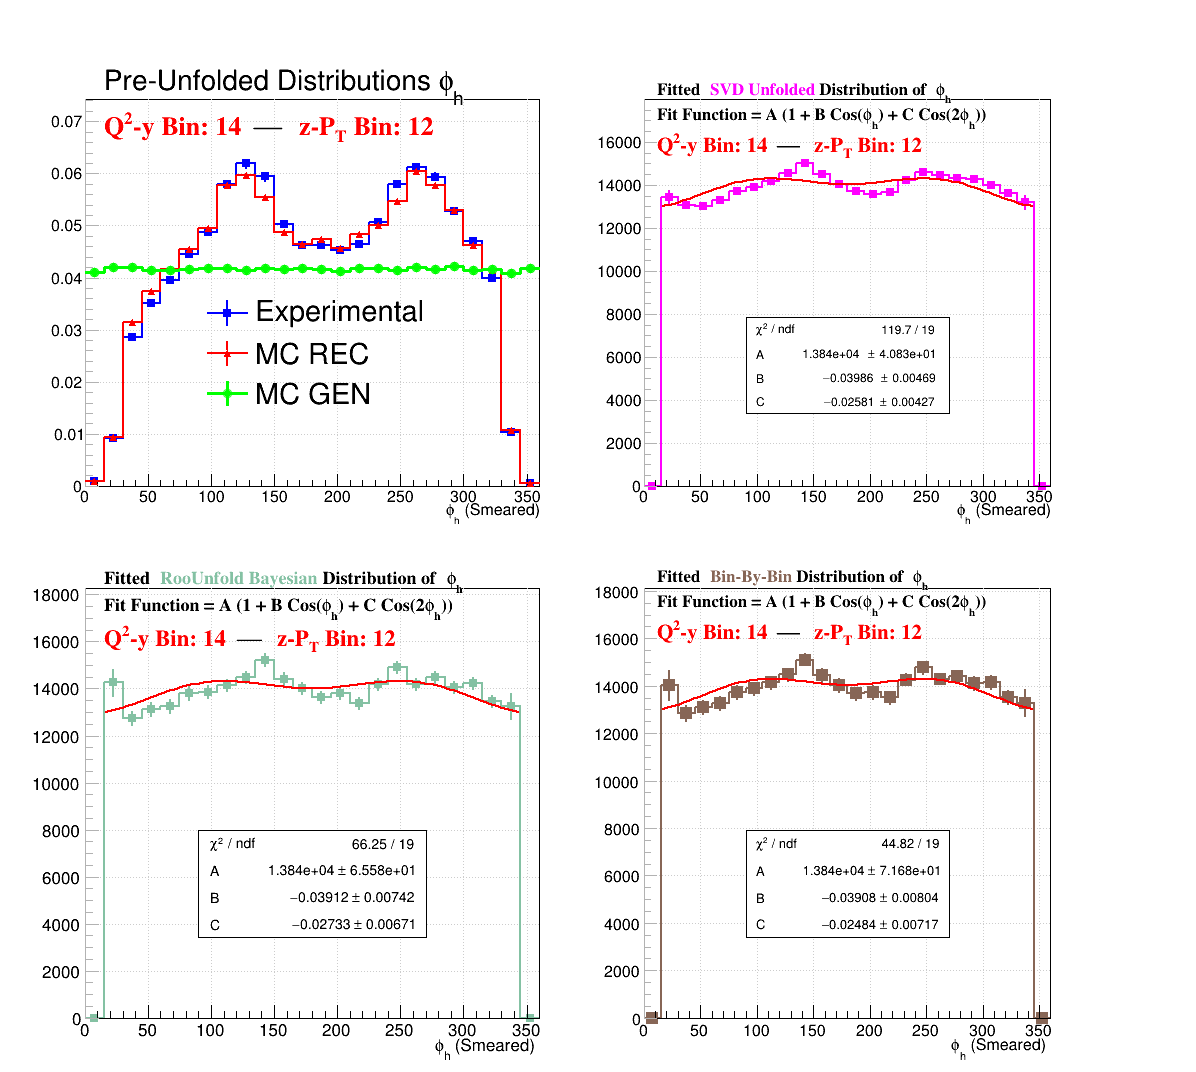 Pre-Unfolded Distributions ϕh
Q²-y Bin: 14 — z-PT Bin: 12
0.07
0.06
0.05
0.04
0.03
0.02
0.01
0
Experimental
MC REC
MC GEN
0 50 100 150 200 250 300 350
ϕh (Smeared)
Fitted SVD Unfolded Distribution of ϕh
Fit Function = A (1 + B Cos(ϕh) + C Cos(2ϕh))
Q²-y Bin: 14 — z-PT Bin: 12
16000
14000
12000
10000
8000
6000
4000
2000
0
χ² / ndf 119.7 / 19
A 1.384e+04 ± 4.083e+01
B −0.03986 ± 0.00469
C −0.02581 ± 0.00427
0 50 100 150 200 250 300 350
ϕh (Smeared)
Fitted RooUnfold Bayesian Distribution of ϕh
Fit Function = A (1 + B Cos(ϕh) + C Cos(2ϕh))
Q²-y Bin: 14 — z-PT Bin: 12
18000
16000
14000
12000
10000
8000
6000
4000
2000
0
χ² / ndf 66.25 / 19
A 1.384e+04 ± 6.558e+01
B −0.03912 ± 0.00742
C −0.02733 ± 0.00671
0 50 100 150 200 250 300 350
ϕh (Smeared)
Fitted Bin-By-Bin Distribution of ϕh
Fit Function = A (1 + B Cos(ϕh) + C Cos(2ϕh))
Q²-y Bin: 14 — z-PT Bin: 12
18000
16000
14000
12000
10000
8000
6000
4000
2000
0
χ² / ndf 44.82 / 19
A 1.384e+04 ± 7.168e+01
B −0.03908 ± 0.00804
C −0.02484 ± 0.00717
0 50 100 150 200 250 300 350
ϕh (Smeared)